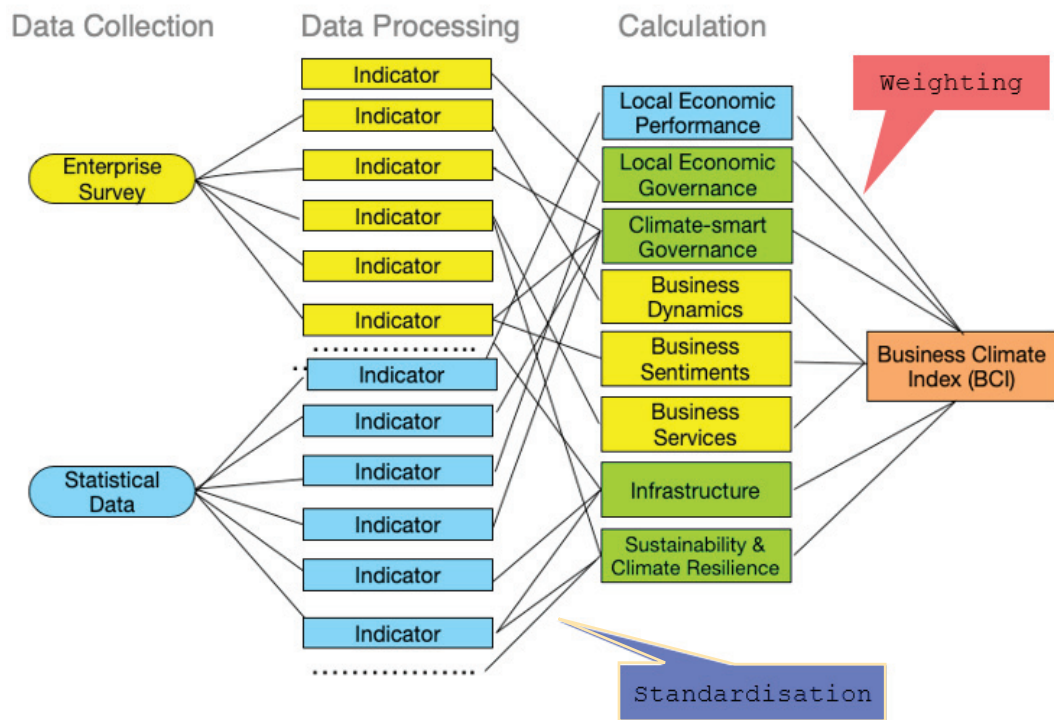 Data Collection
Data Processing
Calculation
Enterprise
Survey
Statistical
Data
Indicator
Indicator
Indicator
Indicator
Indicator
Indicator
Indicator
Indicator
Indicator
Indicator
Indicator
Indicator
Local Economic
Performance
Local Economic
Governance
Climate-smart
Governance
Business
Dynamics
Business
Sentiments
Business
Services
Infrastructure
Sustainability &
Climate Resilience
Weighting
Business Climate
Index (BCI)
Standardisation